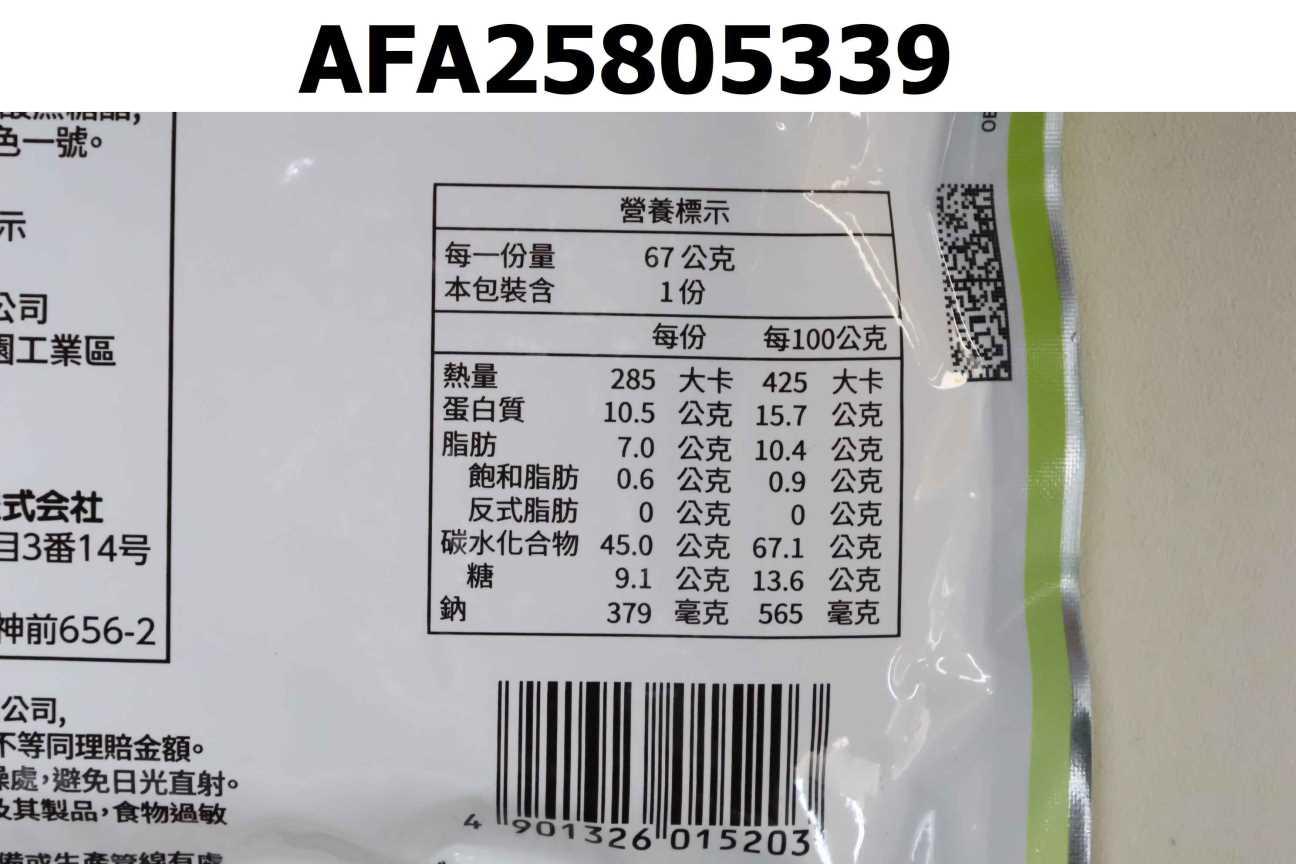 AFA25805339
色一號。
示
公司
園工業區
式会社
目3番14号
神前656-2
公司,
不等同理賠金額。
處,避免日光直射。
及其製品,食物過敏
營養標示
每一份量 67 公克
本包裝含 1 份
每份 每100公克
熱量 285 大卡 425 大卡
蛋白質 10.5 公克 15.7 公克
脂肪 7.0 公克 10.4 公克
飽和脂肪 0.6 公克 0.9 公克
反式脂肪 0 公克 0 公克
碳水化合物 45.0 公克 67.1 公克
糖 9.1 公克 13.6 公克
鈉 379 毫克 565 毫克
4 901326 015203